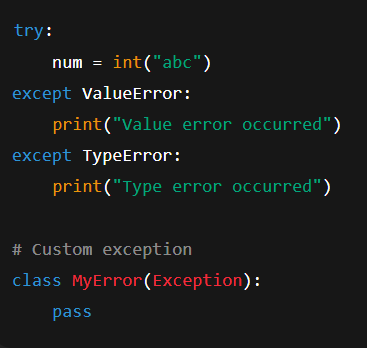 try:
    num = int("abc")
except ValueError:
    print("Value error occurred")
except TypeError:
    print("Type error occurred")

# Custom exception
class MyError(Exception):
    pass